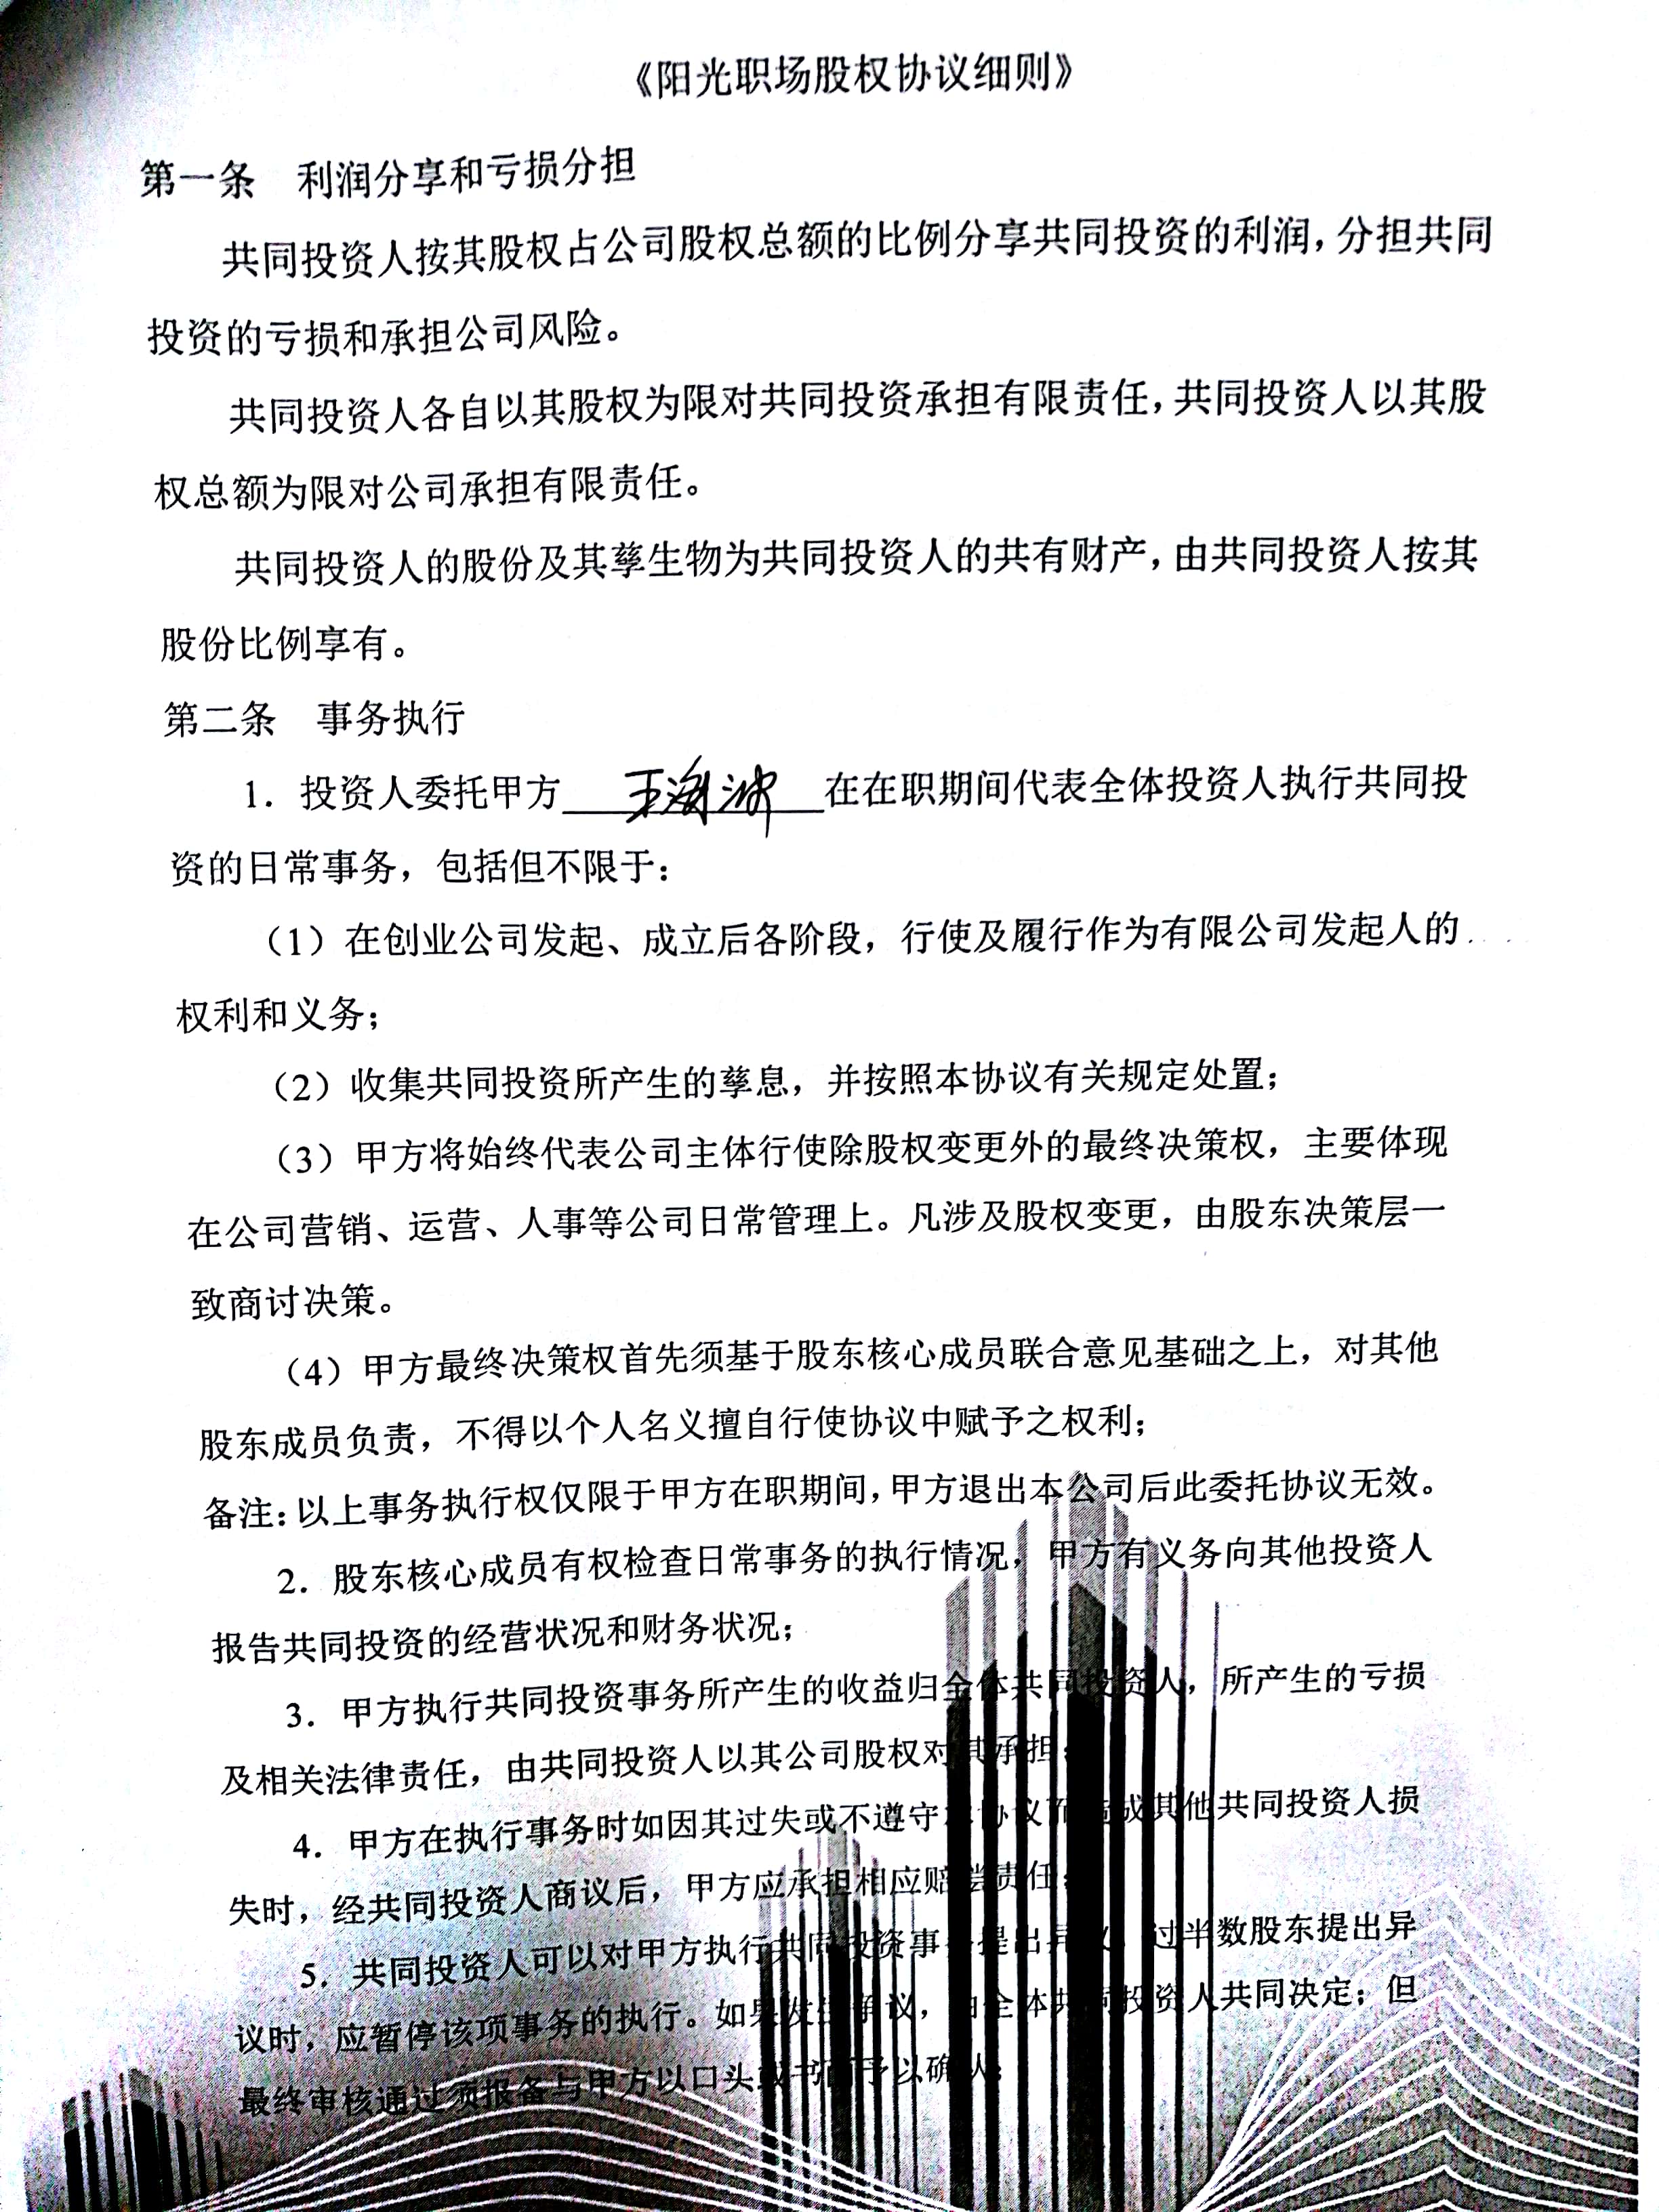 《阳光职场股权协议细则》
第一条 利润分享和亏损分担
共同投资人按其股权占公司股权总额的比例分享共同投资的利润，分担共同
投资的亏损和承担公司风险。
共同投资人各自以其股权为限对共同投资承担有限责任，共同投资人以其股
权总额为限对公司承担有限责任。
共同投资人的股份及其孳生物为共同投资人的共有财产，由共同投资人按其
股份比例享有。
第二条 事务执行
1．投资人委托甲方 王海波 在在职期间代表全体投资人执行共同投
资的日常事务，包括但不限于：
（1）在创业公司发起、成立后各阶段，行使及履行作为有限公司发起人的
权利和义务；
（2）收集共同投资所产生的孳息，并按照本协议有关规定处置；
（3）甲方将始终代表公司主体行使除股权变更外的最终决策权，主要体现
在公司营销、运营、人事等公司日常管理上。凡涉及股权变更，由股东决策层一
致商讨决策。
（4）甲方最终决策权首先须基于股东核心成员联合意见基础之上，对其他
股东成员负责，不得以个人名义擅自行使协议中赋予之权利；
备注：以上事务执行权仅限于甲方在职期间，甲方退出本公司后此委托协议无效。
2．股东核心成员有权检查日常事务的执行情况，甲方有义务向其他投资人
报告共同投资的经营状况和财务状况；
3．甲方执行共同投资事务所产生的收益归全体共同投资人，所产生的亏损
及相关法律责任，由共同投资人以其公司股权对其承担；
4．甲方在执行事务时如因其过失或不遵守本协议而造成其他共同投资人损
失时，经共同投资人商议后，甲方应承担相应赔偿责任；
5．共同投资人可以对甲方执行共同投资事务提出异议，过半数股东提出异
议时，应暂停该项事务的执行。如果发生争议，由全体共同投资人共同决定；但
最终审核通过须报备与甲方以口头或书面予以确认；